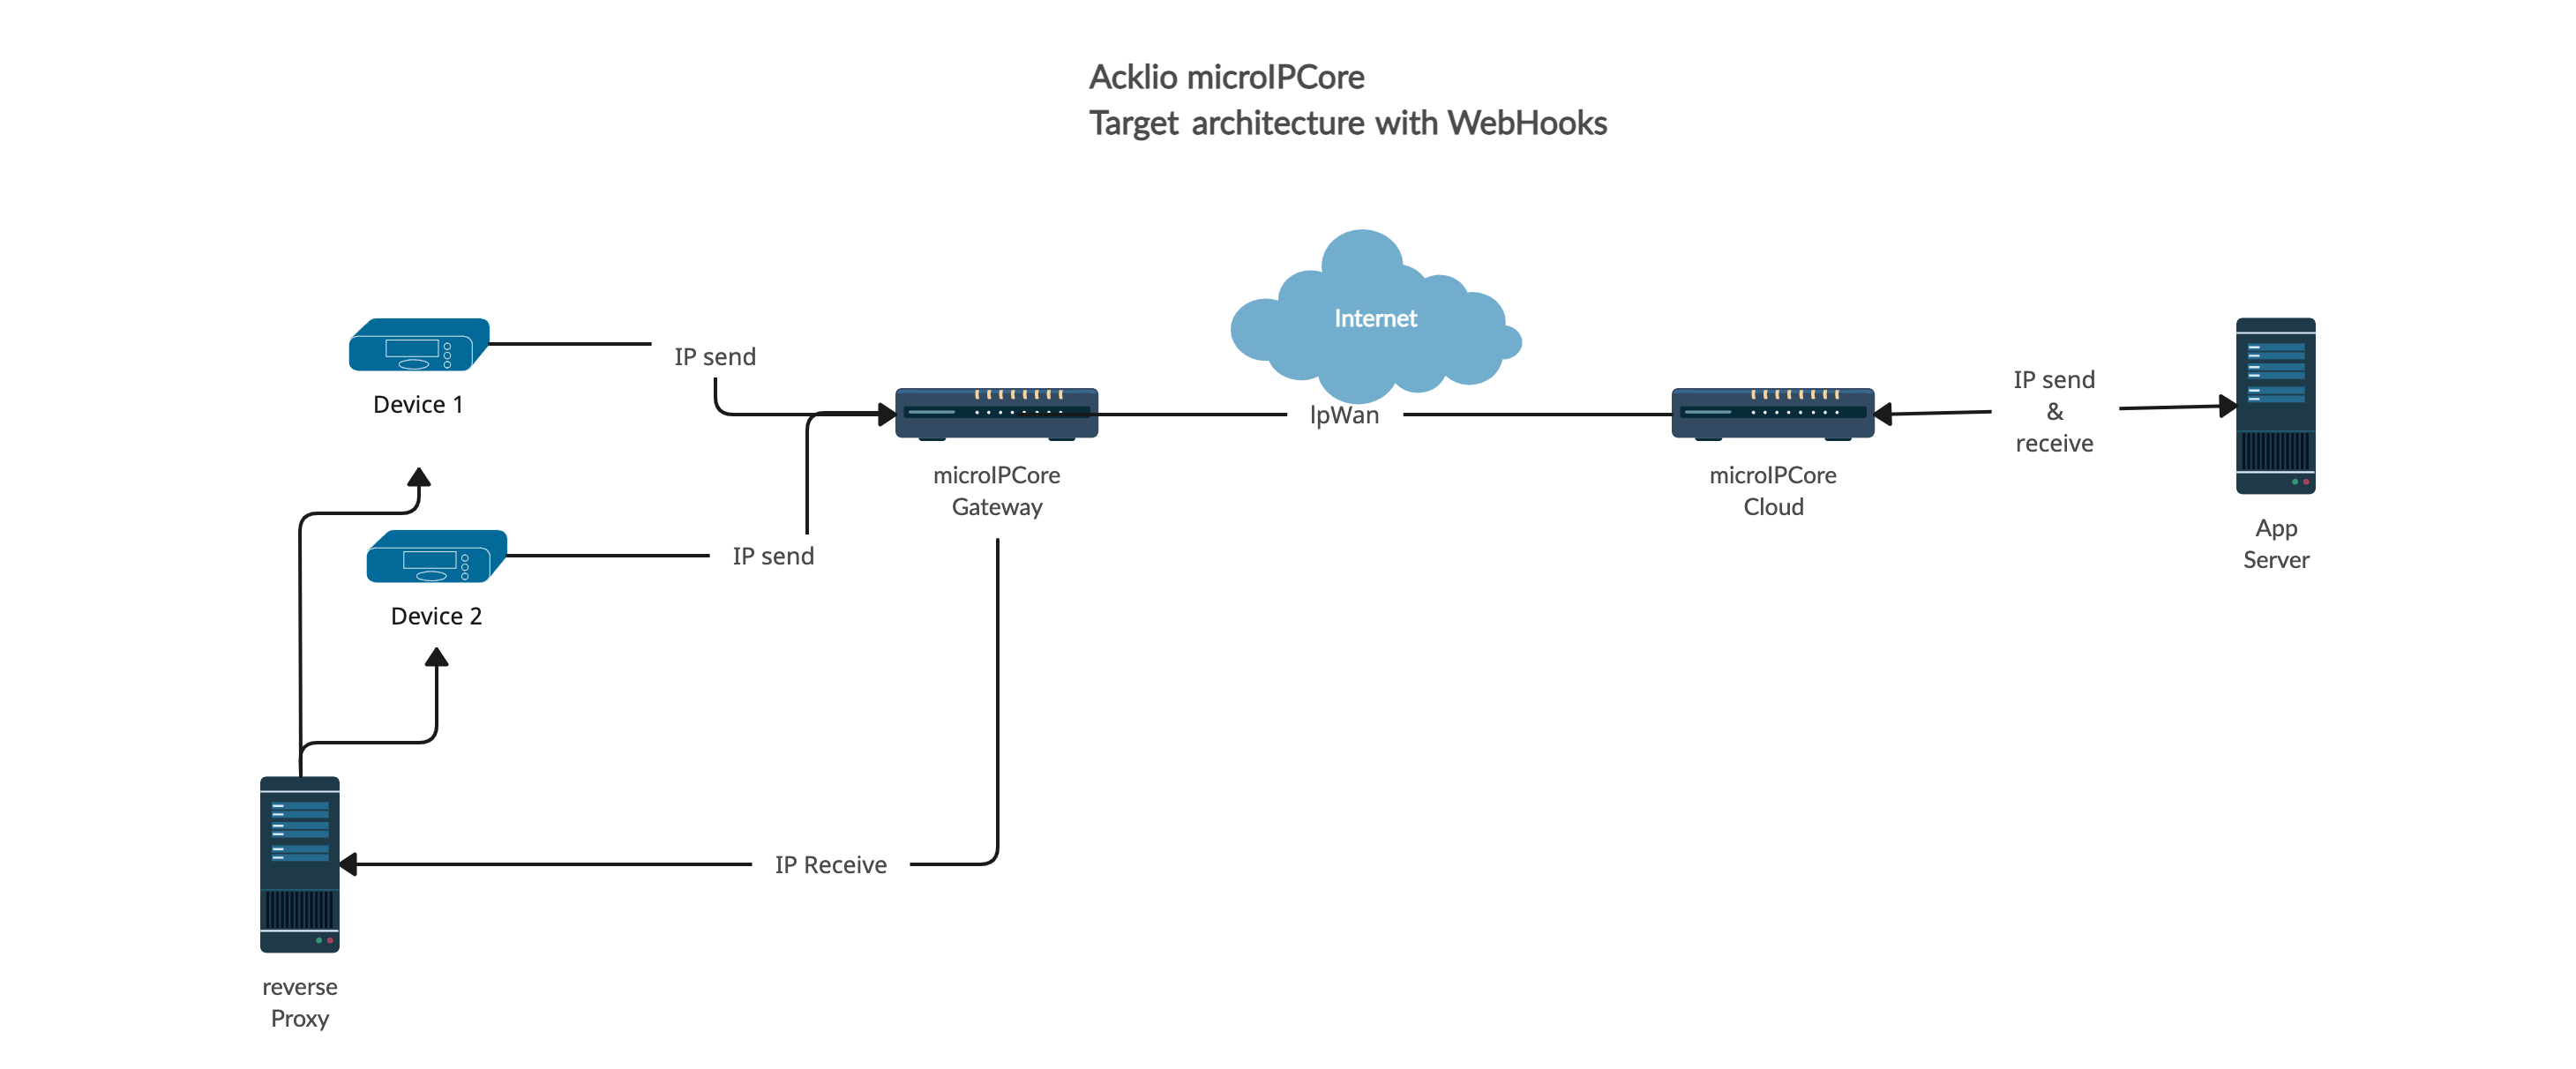 Acklio microIPCore
Target architecture with WebHooks
Internet
IP send
Device 1
lpWan
IP send
&
receive
microIPCore
Gateway
microIPCore
Cloud
App
Server
IP send
Device 2
IP Receive
reverse
Proxy